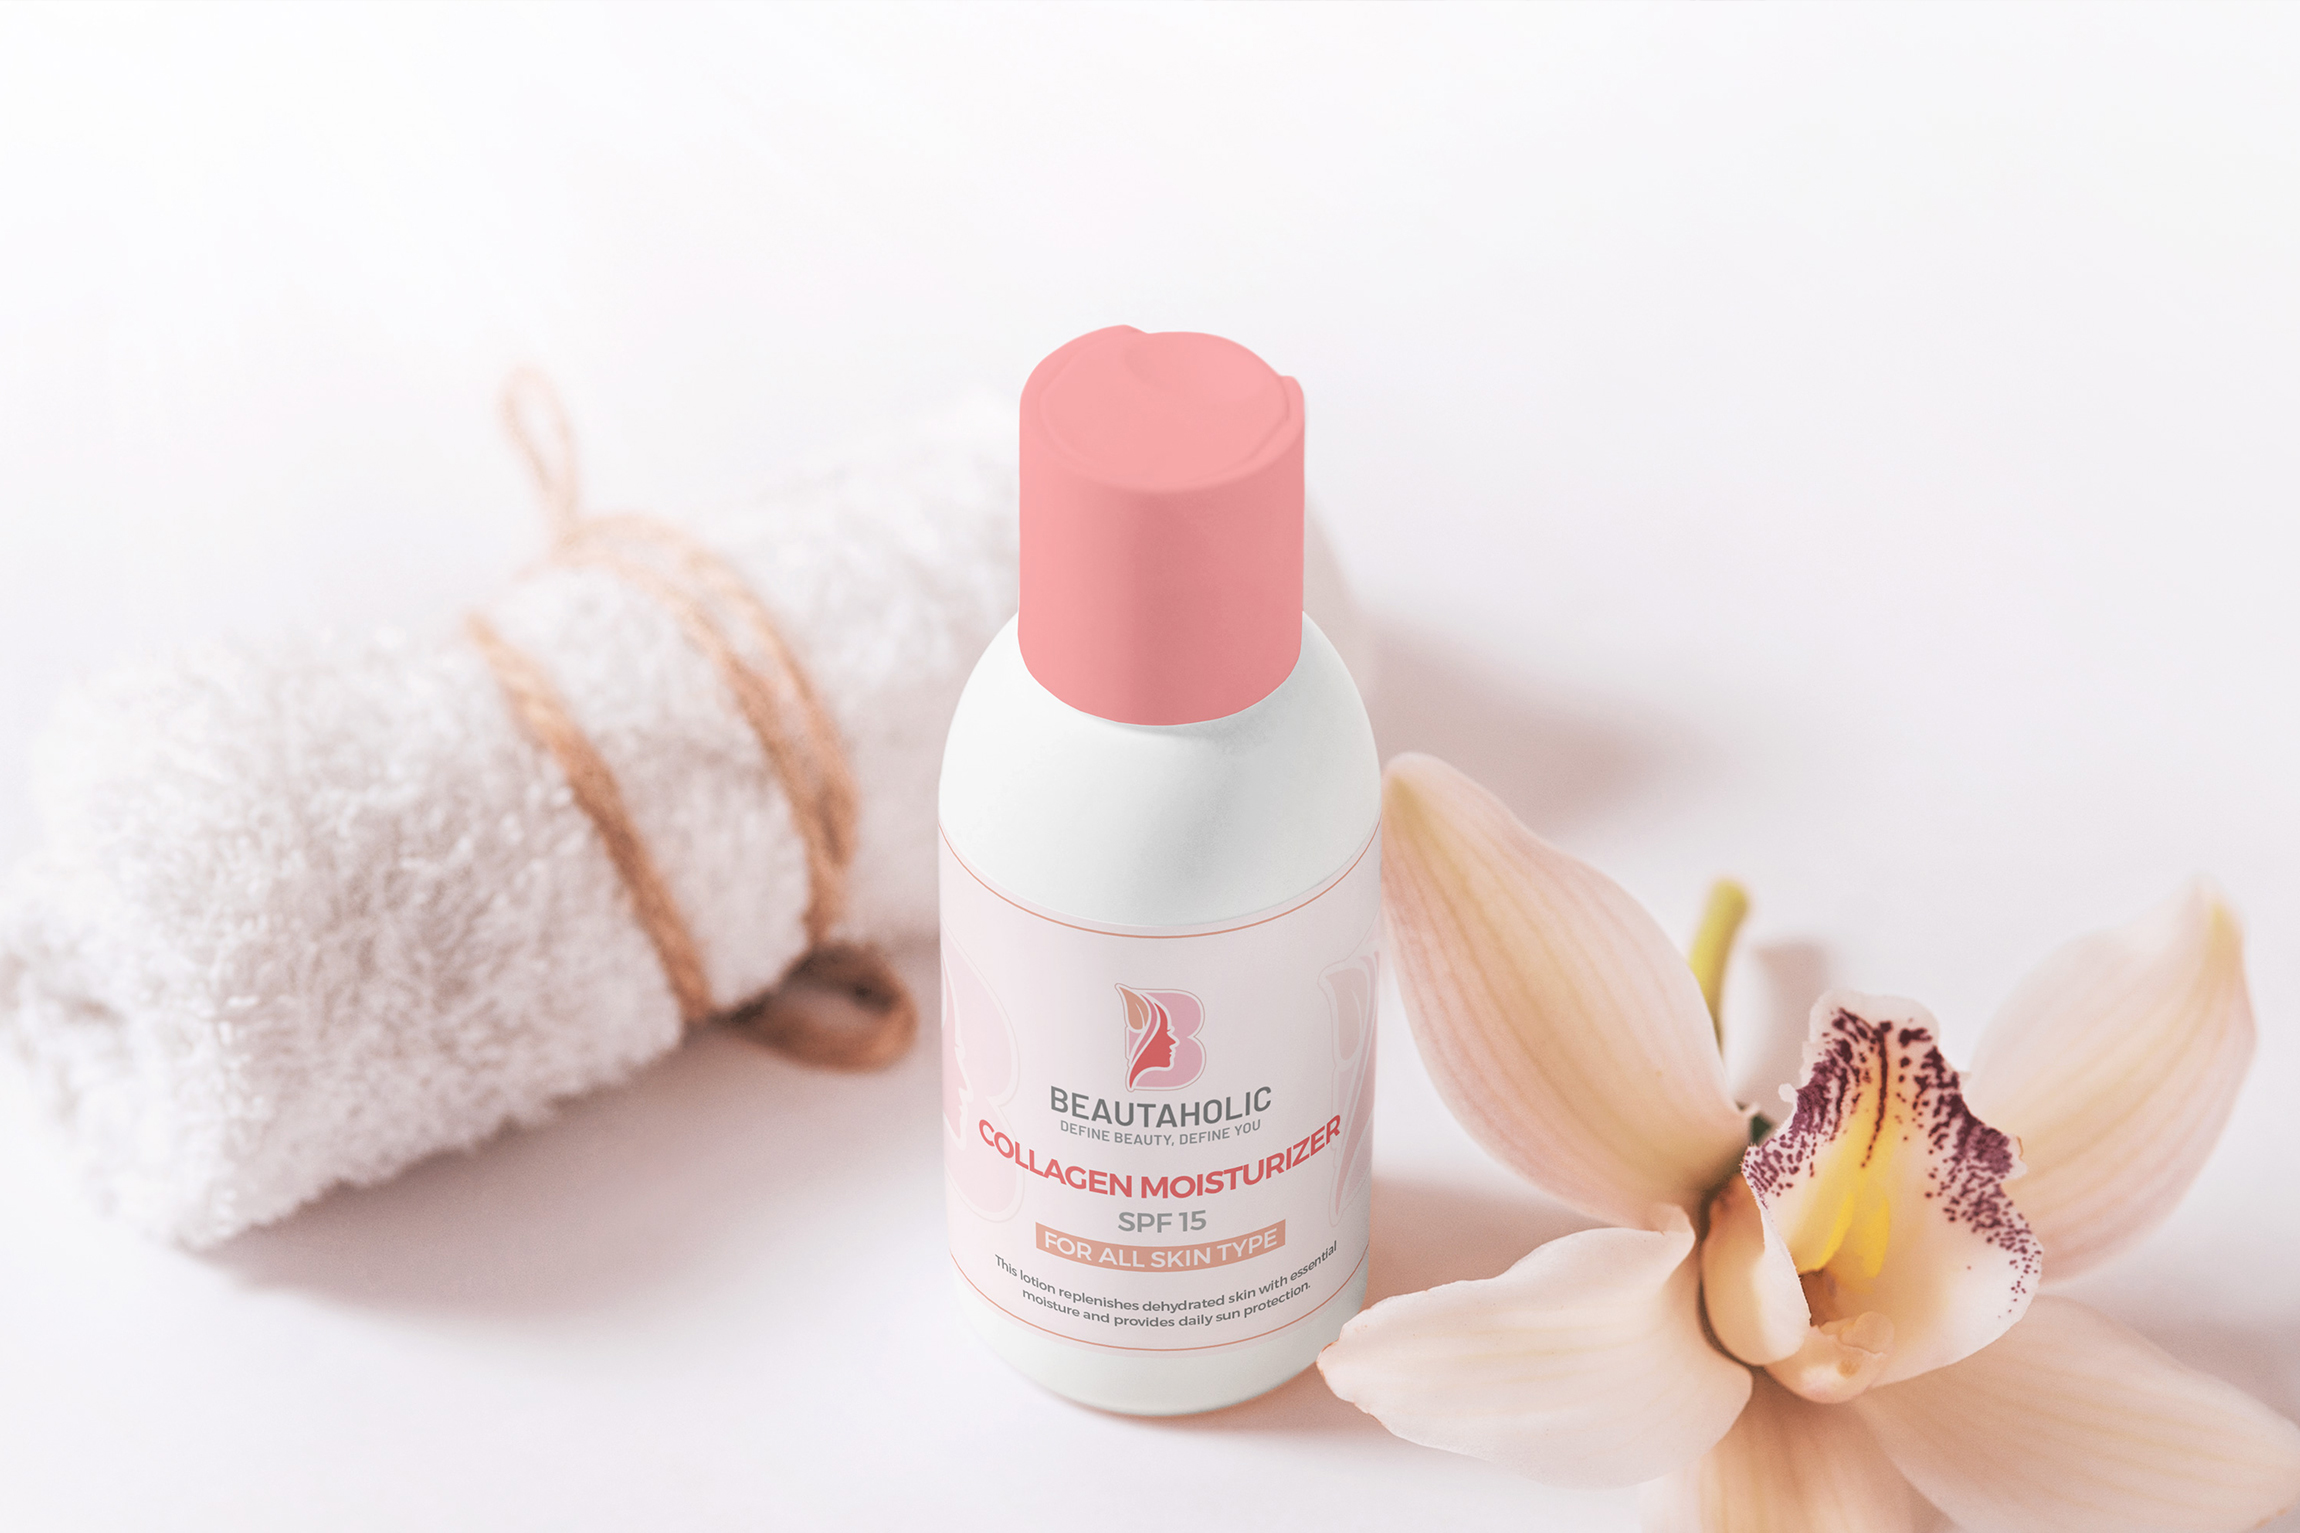 BEAUTAHOLIC
DEFINE BEAUTY, DEFINE YOU
COLLAGEN MOISTURIZER
SPF 15
FOR ALL SKIN TYPE
This lotion replenishes dehydrated skin with essential
moisture and provides daily sun protection.